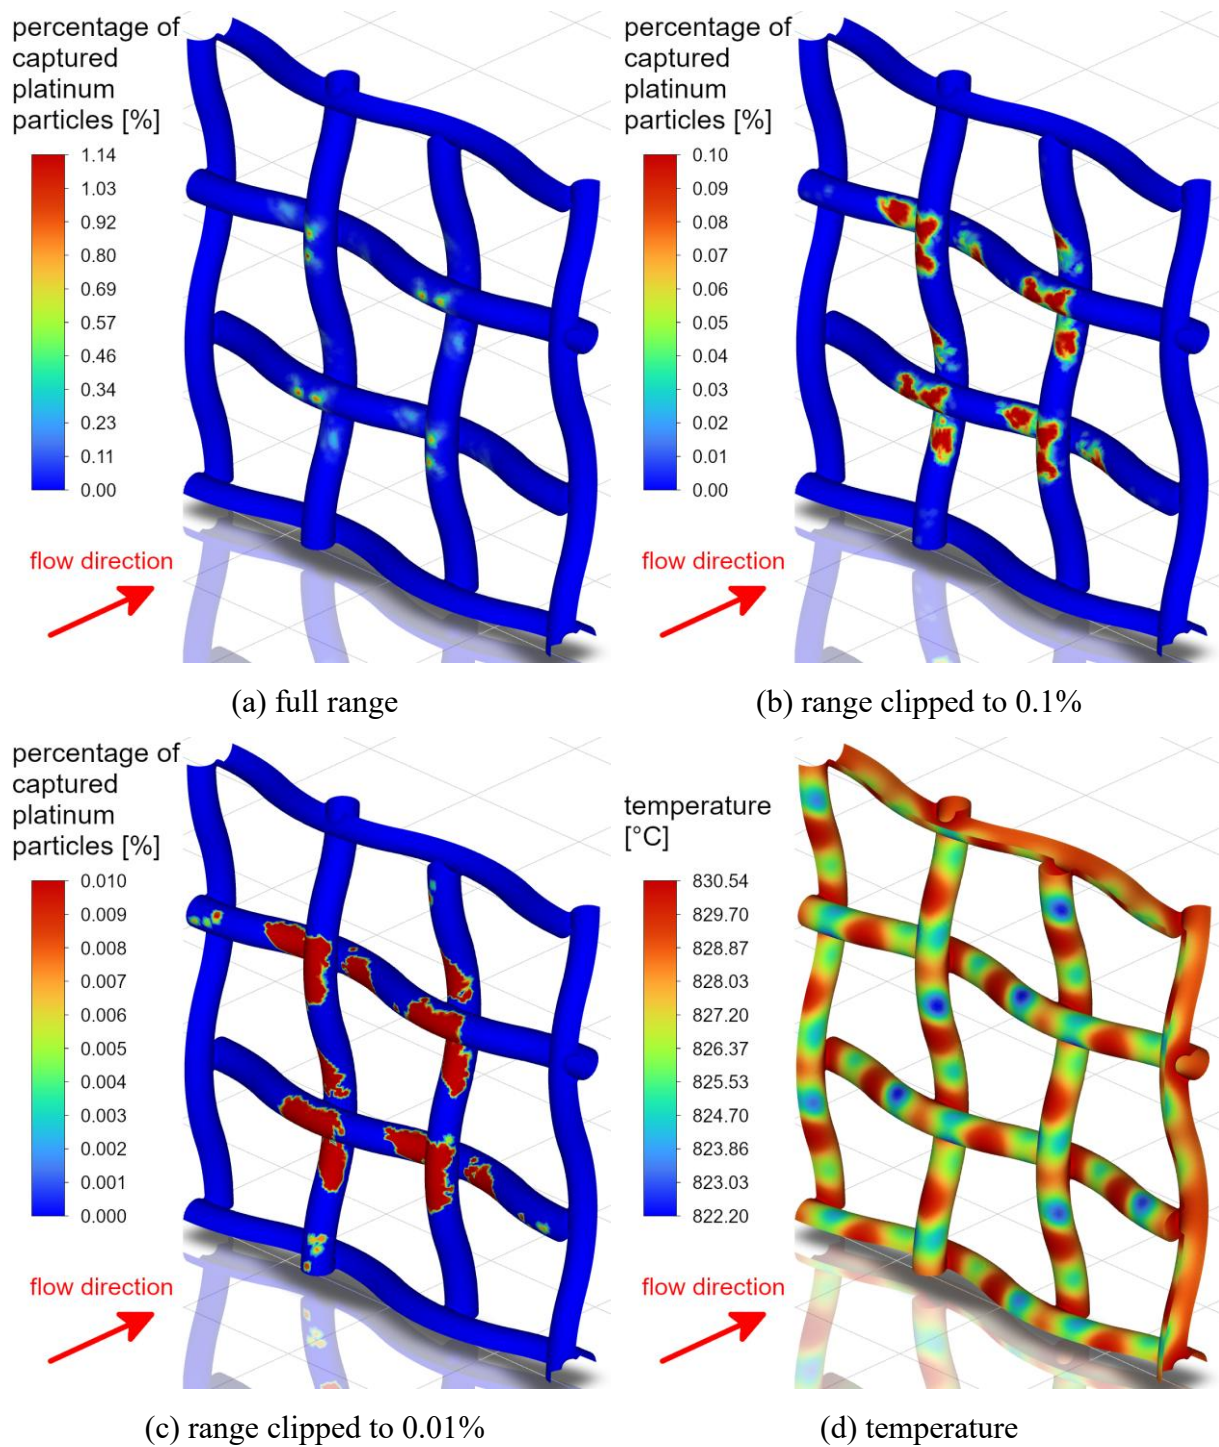 percentage of
captured
platinum
particles [%]
1.14
1.03
0.92
0.80
0.69
0.57
0.46
0.34
0.23
0.11
0.00
flow direction
(a) full range
percentage of
captured
platinum
particles [%]
0.10
0.09
0.08
0.07
0.06
0.05
0.04
0.03
0.02
0.01
0.00
flow direction
(b) range clipped to 0.1%
percentage of
captured
platinum
particles [%]
0.010
0.009
0.008
0.007
0.006
0.005
0.004
0.003
0.002
0.001
0.000
flow direction
(c) range clipped to 0.01%
temperature
[°C]
830.54
829.70
828.87
828.03
827.20
826.37
825.53
824.70
823.86
823.03
822.20
flow direction
(d) temperature